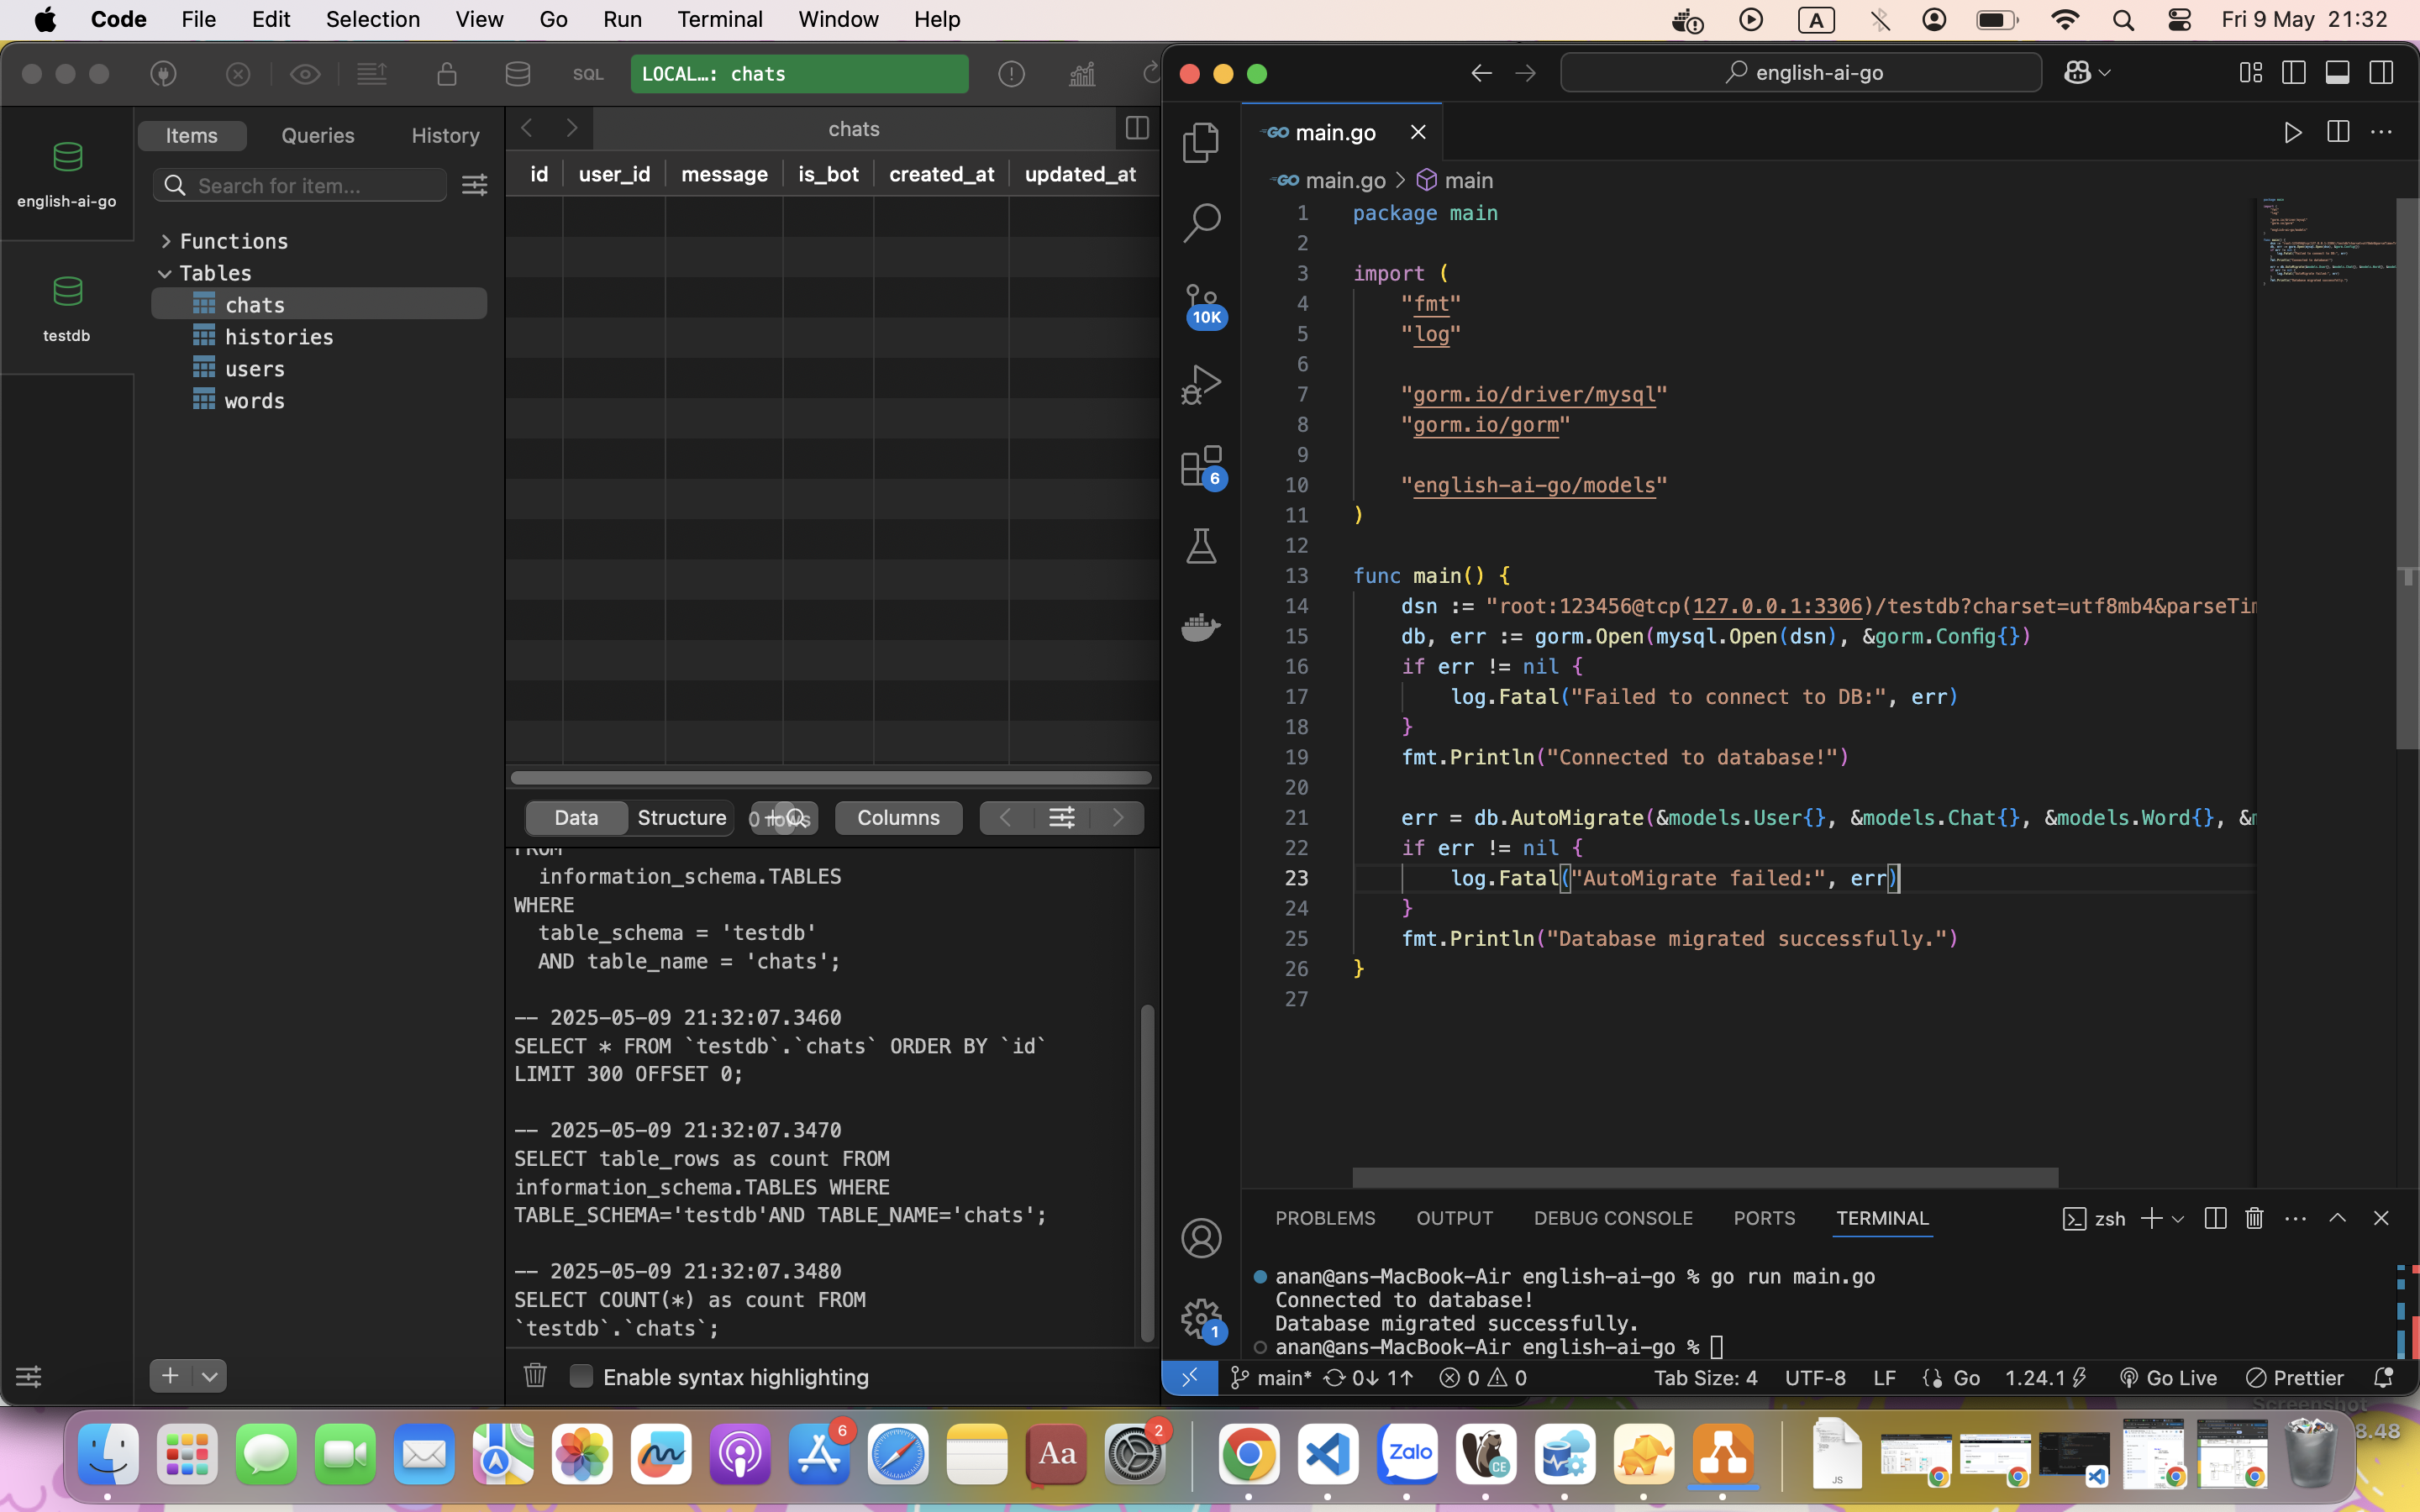 Code File Edit Selection View Go Run Terminal Window Help A Fri 9 May 21:32
SQL LOCAL…: chats
english-ai-go
testdb
Items Queries History
Search for item...
Functions
Tables
chats
histories
users
words
chats
id user_id message is_bot created_at updated_at
Data Structure 0 rows Columns
FROM
information_schema.TABLES
WHERE
table_schema = 'testdb'
AND table_name = 'chats';
-- 2025-05-09 21:32:07.3460
SELECT * FROM `testdb`.`chats` ORDER BY `id`
LIMIT 300 OFFSET 0;
-- 2025-05-09 21:32:07.3470
SELECT table_rows as count FROM
information_schema.TABLES WHERE
TABLE_SCHEMA='testdb'AND TABLE_NAME='chats';
-- 2025-05-09 21:32:07.3480
SELECT COUNT(*) as count FROM
`testdb`.`chats`;
Enable syntax highlighting
english-ai-go
GO main.go
GO main.go > main
10K
6
1
1 package main
2
3 import (
4 "fmt"
5 "log"
6
7 "gorm.io/driver/mysql"
8 "gorm.io/gorm"
9
10 "english-ai-go/models"
11 )
12
13 func main() {
14 dsn := "root:123456@tcp(127.0.0.1:3306)/testdb?charset=utf8mb4&parseTim
15 db, err := gorm.Open(mysql.Open(dsn), &gorm.Config{})
16 if err != nil {
17 log.Fatal("Failed to connect to DB:", err)
18 }
19 fmt.Println("Connected to database!")
20
21 err = db.AutoMigrate(&models.User{}, &models.Chat{}, &models.Word{}, &m
22 if err != nil {
23 log.Fatal("AutoMigrate failed:", err)
24 }
25 fmt.Println("Database migrated successfully.")
26 }
27
PROBLEMS OUTPUT DEBUG CONSOLE PORTS TERMINAL zsh
anan@ans-MacBook-Air english-ai-go % go run main.go
Connected to database!
Database migrated successfully.
anan@ans-MacBook-Air english-ai-go %
main* 0↓ 1↑ 0 0 Tab Size: 4 UTF-8 LF {} Go 1.24.1 Go Live Prettier
Screenshot
8.48
6 Aa 2 Zalo CE JS